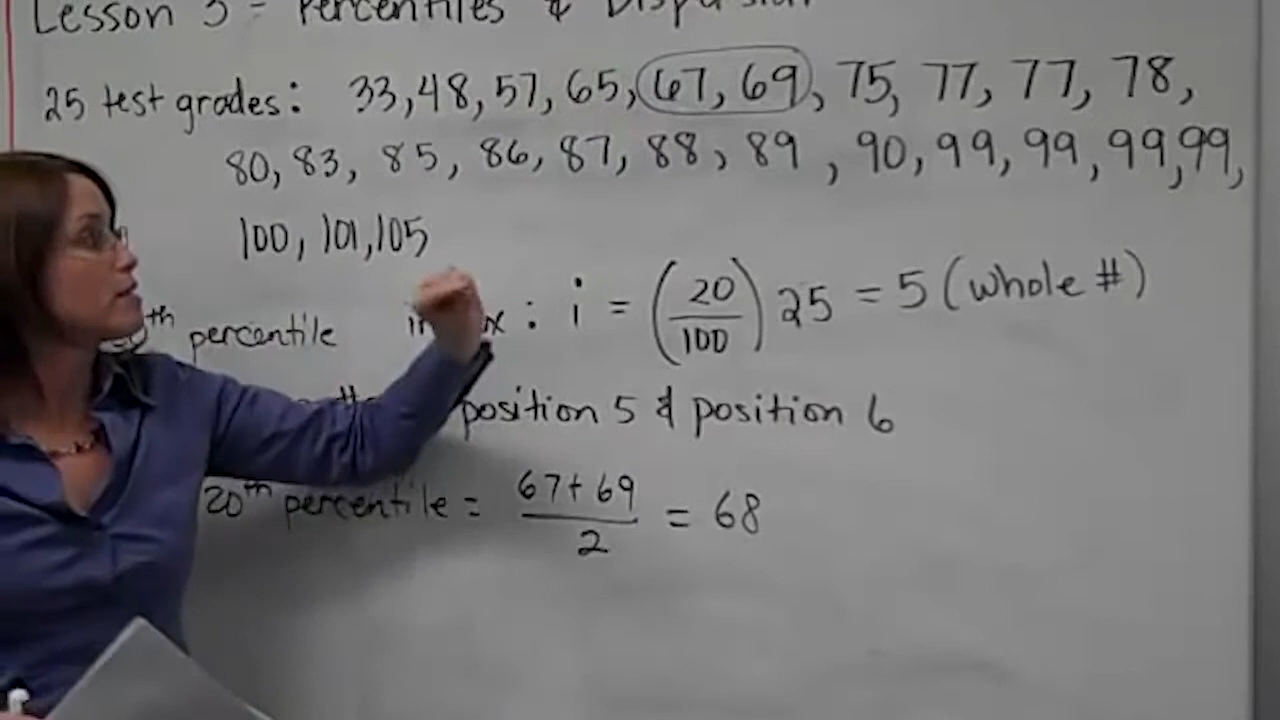 Lesson 3 - Percentiles & Dispersion
25 test grades: 33, 48, 57, 65, 67, 69, 75, 77, 77, 78,
80, 83, 85, 86, 87, 88, 89, 90, 99, 99, 99, 99,
100, 101, 105
th percentile : i = (20/100) 25 = 5 (whole #)
position 5 & position 6
20th percentile = 67+69/2 = 68